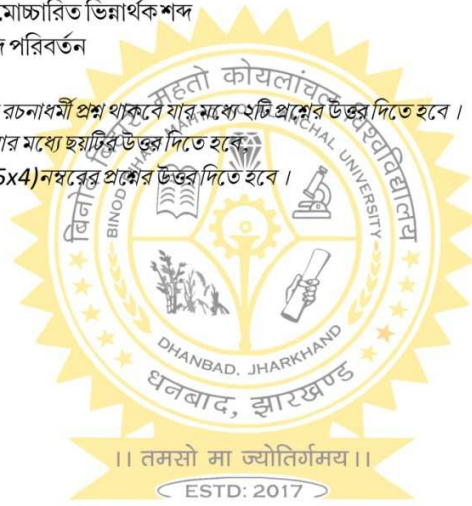 মোচ্চারিত ভিন্নার্থক শব্দ
পরিবর্তন
রচনাধর্মী প্রশ্ন থাকবে যার মধ্যে ২টি প্রশ্নের উত্তর দিতে হবে ।
মধ্যে ছয়টির উত্তর দিতে হবে,
5x4)নম্বরের প্রশ্নের উত্তর দিতে হবে ।
बिनोद बिहारी महतो कोयलांचल विश्वविद्यालय
BINOD BIHARI MAHTO KOYALANCHAL UNIVERSITY
DHANBAD, JHARKHAND
धनबाद, झारखण्ड
।। तमसो मा ज्योतिर्गमय ।।
ESTD: 2017